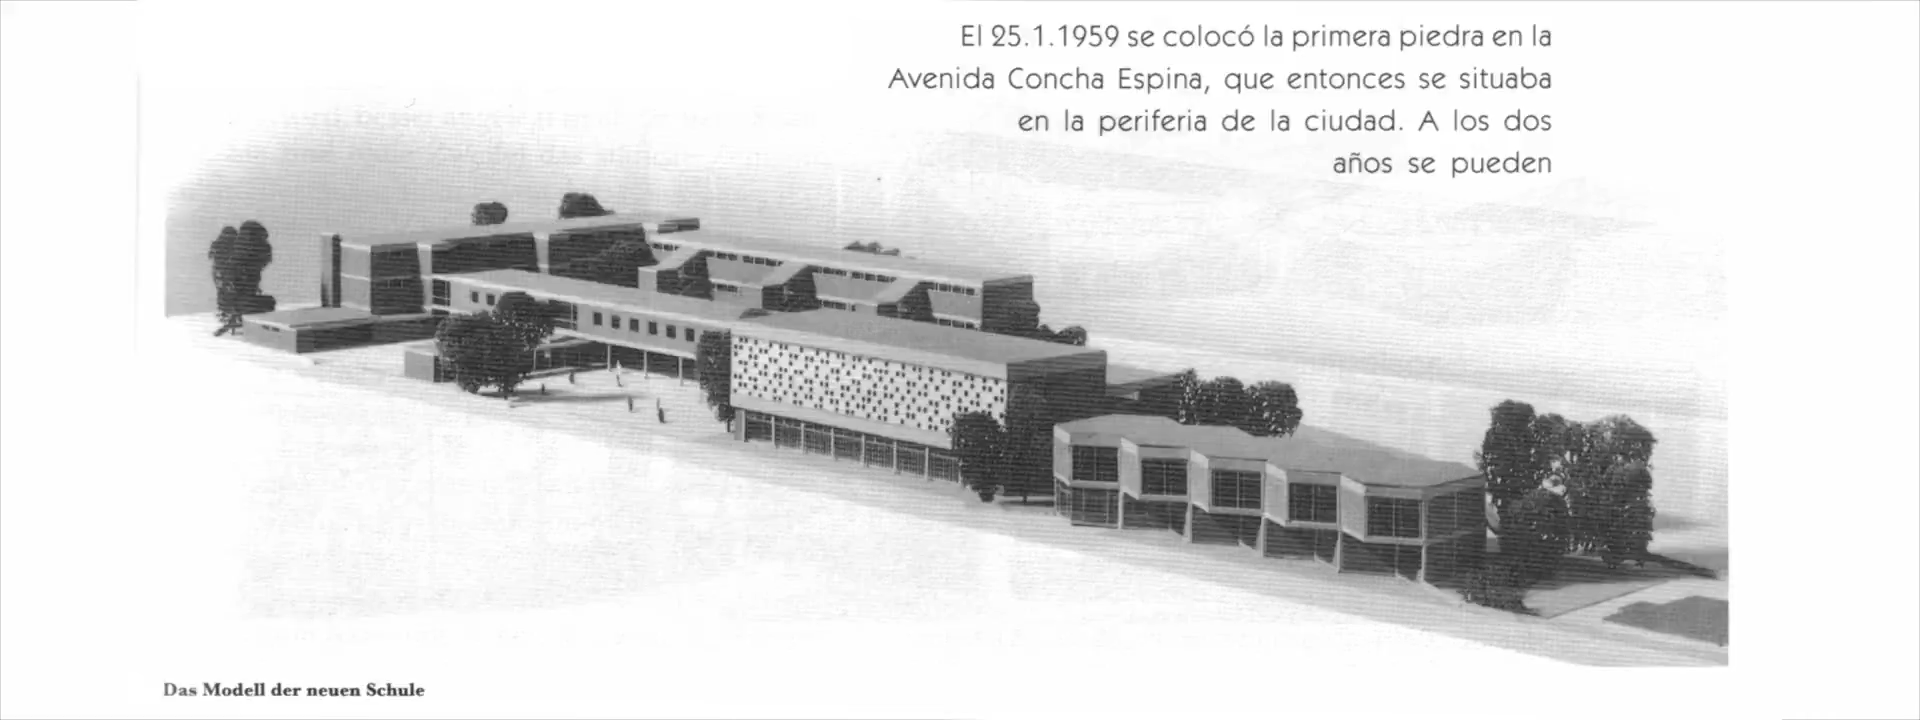 El 25.1.1959 se colocó la primera piedra en la
Avenida Concha Espina, que entonces se situaba
en la periferia de la ciudad. A los dos
años se pueden
Das Modell der neuen Schule